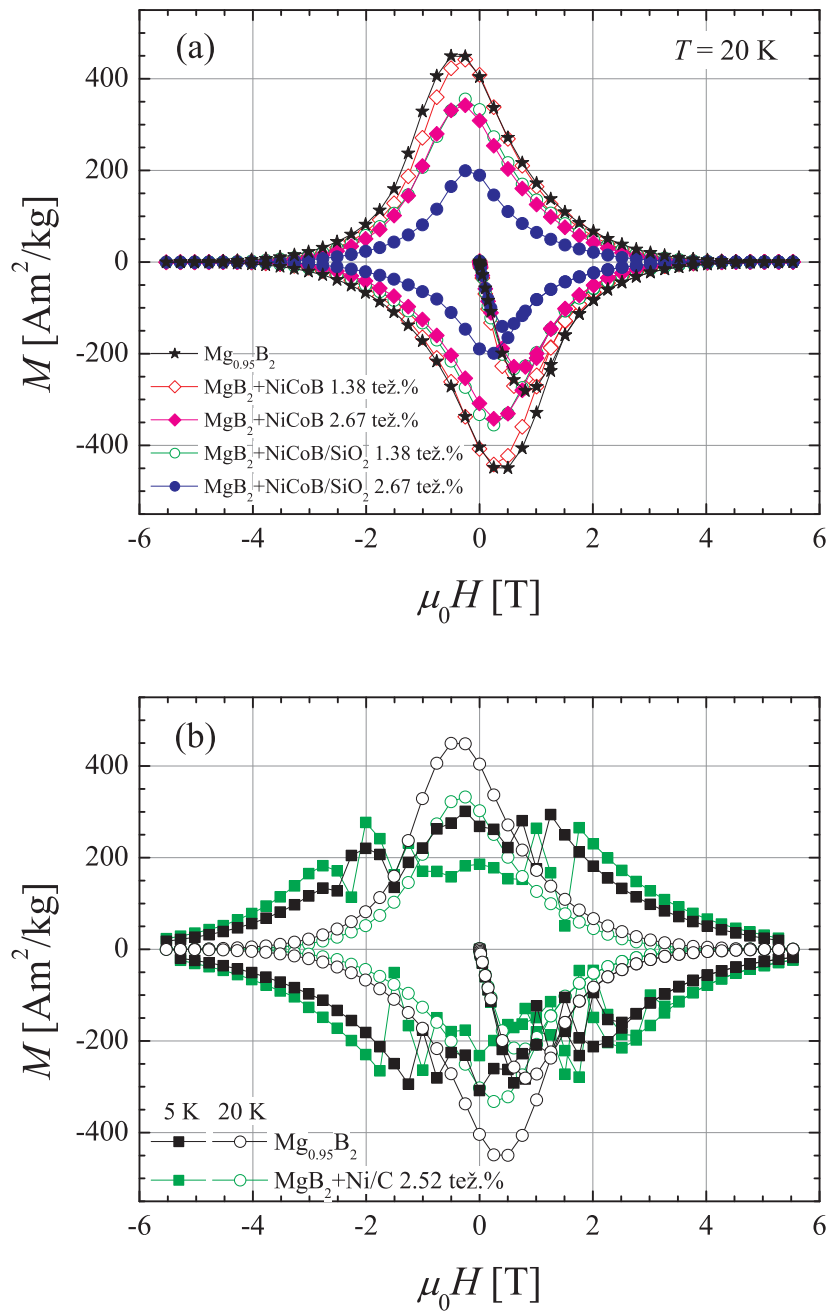 (a)
T = 20 K
400
200
0
-200
-400
M [Am²/kg]
Mg₀.₉₅B₂
MgB₂+NiCoB 1.38 tež.%
MgB₂+NiCoB 2.67 tež.%
MgB₂+NiCoB/SiO₂ 1.38 tež.%
MgB₂+NiCoB/SiO₂ 2.67 tež.%
-6 -4 -2 0 2 4 6
μ₀H [T]
(b)
400
200
0
-200
-400
M [Am²/kg]
5 K 20 K
Mg₀.₉₅B₂
MgB₂+Ni/C 2.52 tež.%
-6 -4 -2 0 2 4 6
μ₀H [T]